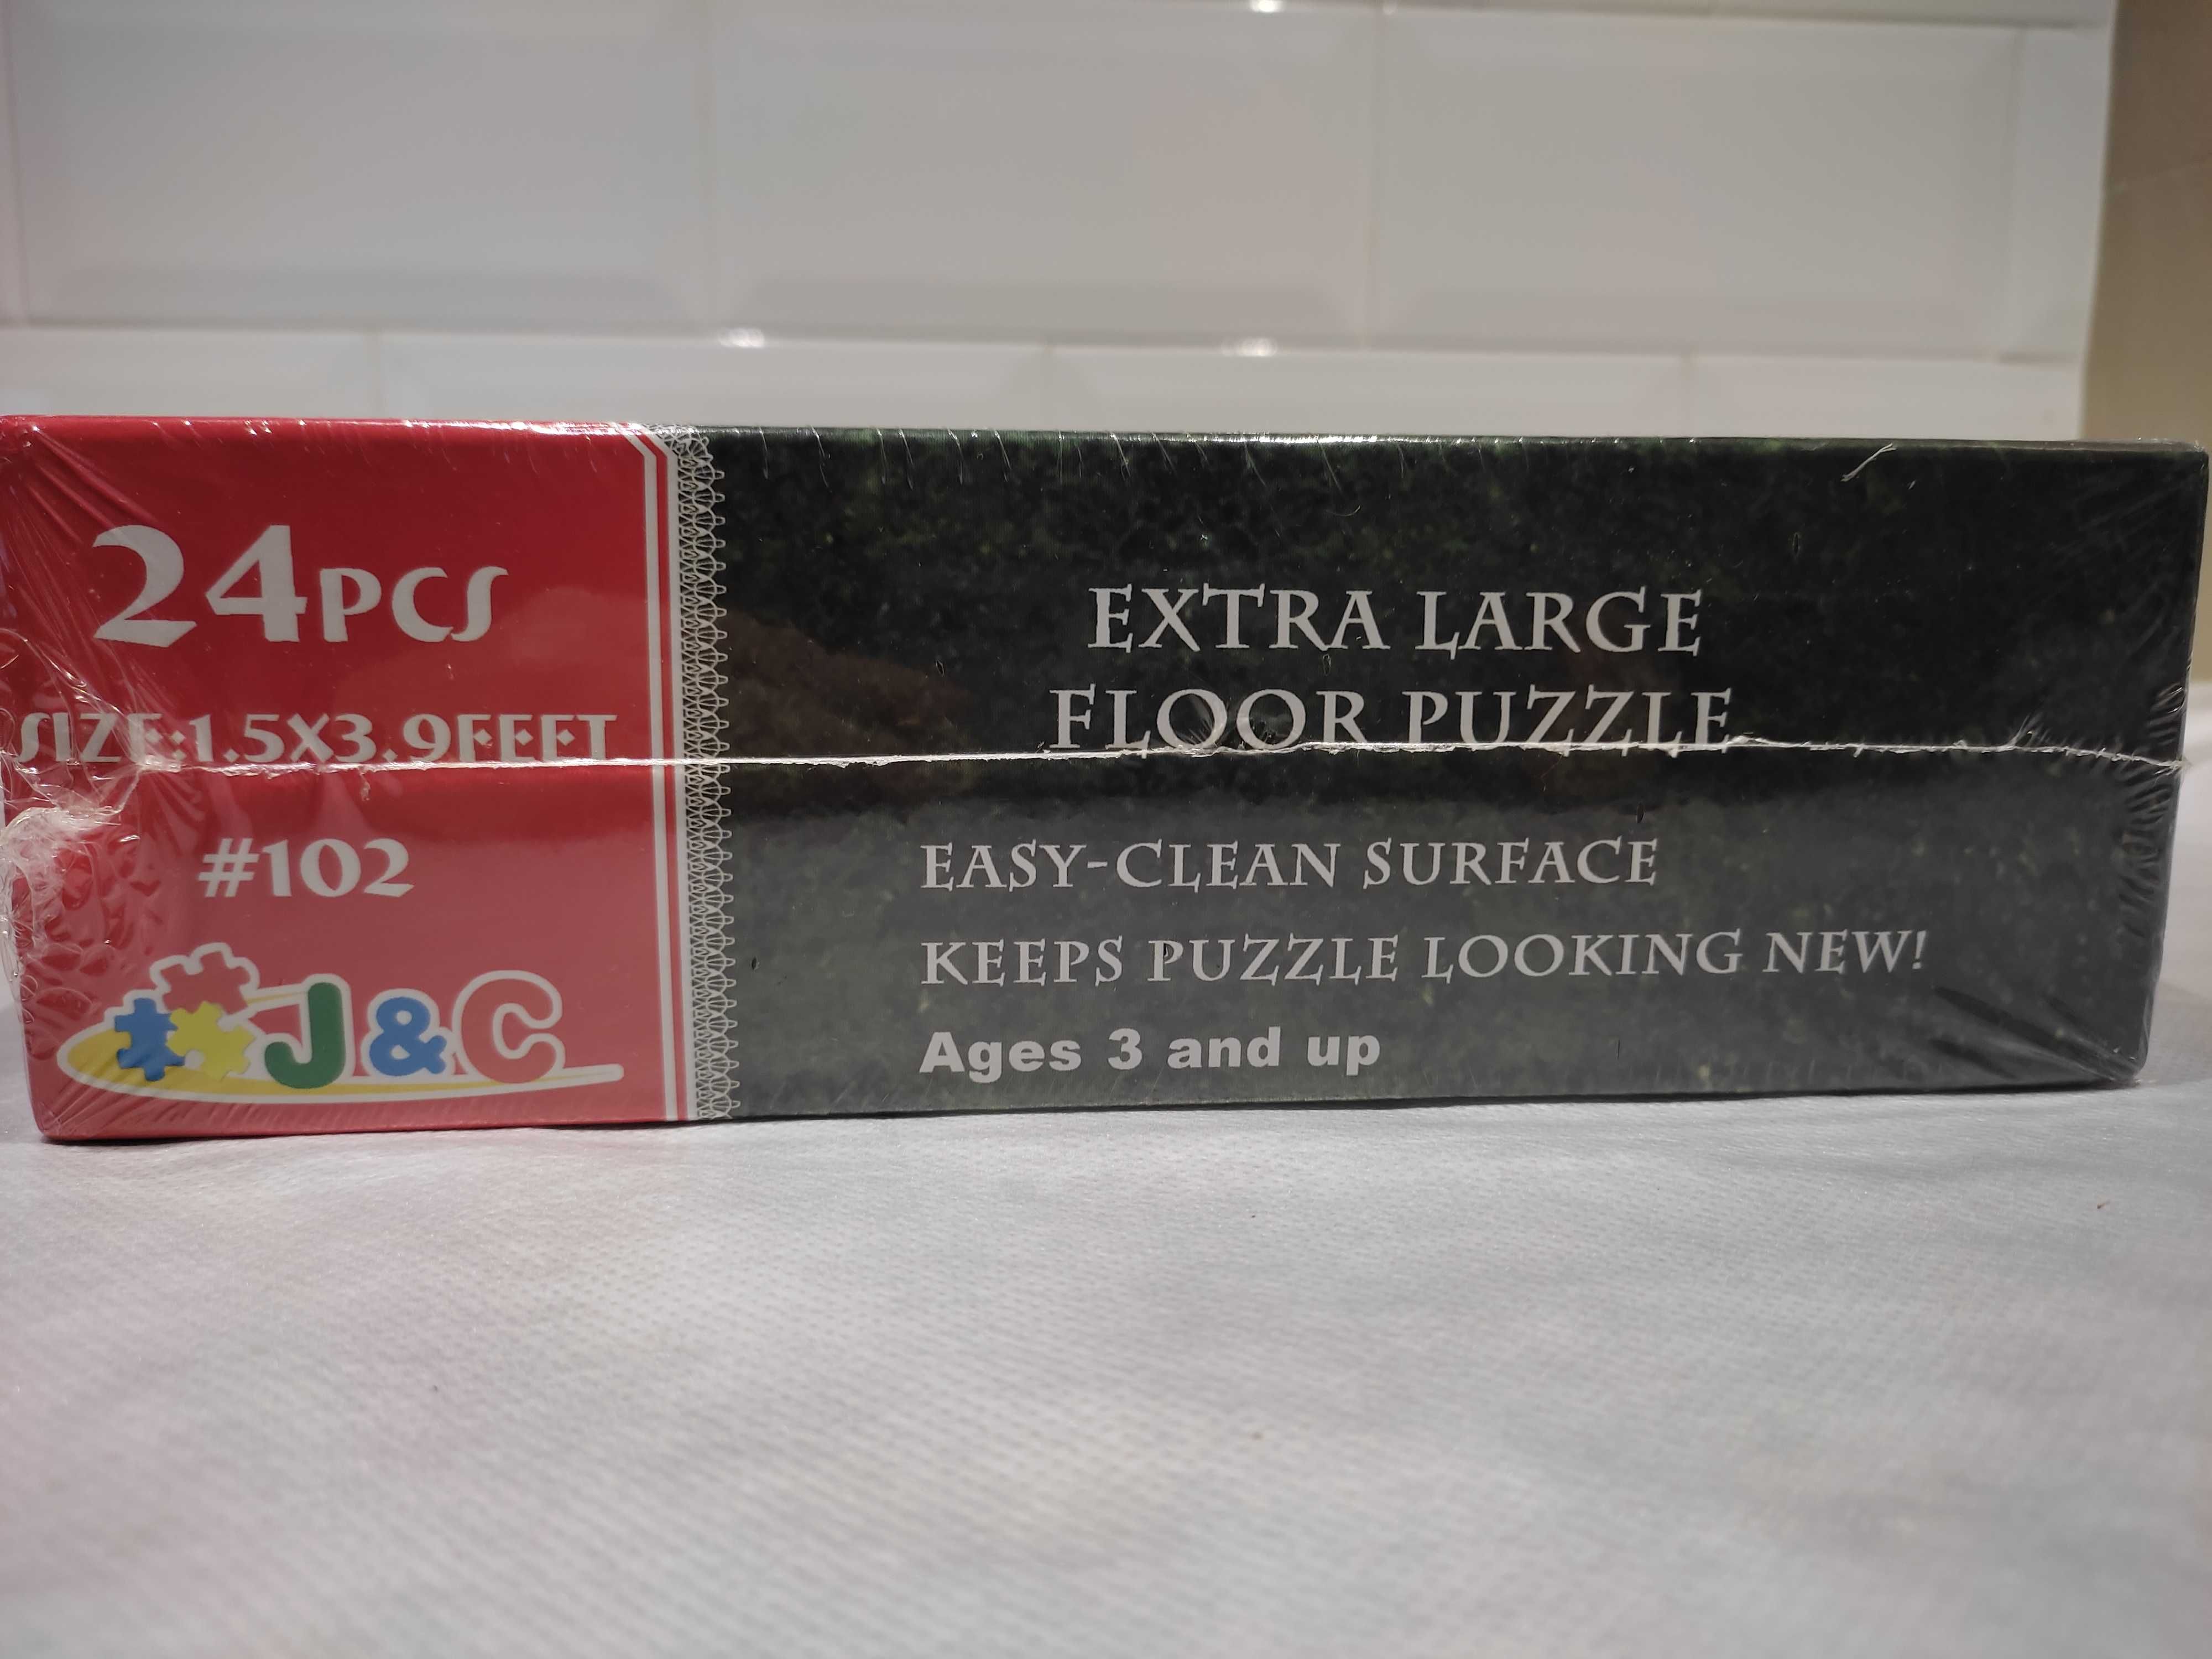 24PCS
SIZE:1.5X3.9FEET
#102
J&C
EXTRA LARGE
FLOOR PUZZLE
EASY-CLEAN SURFACE
KEEPS PUZZLE LOOKING NEW!
Ages 3 and up